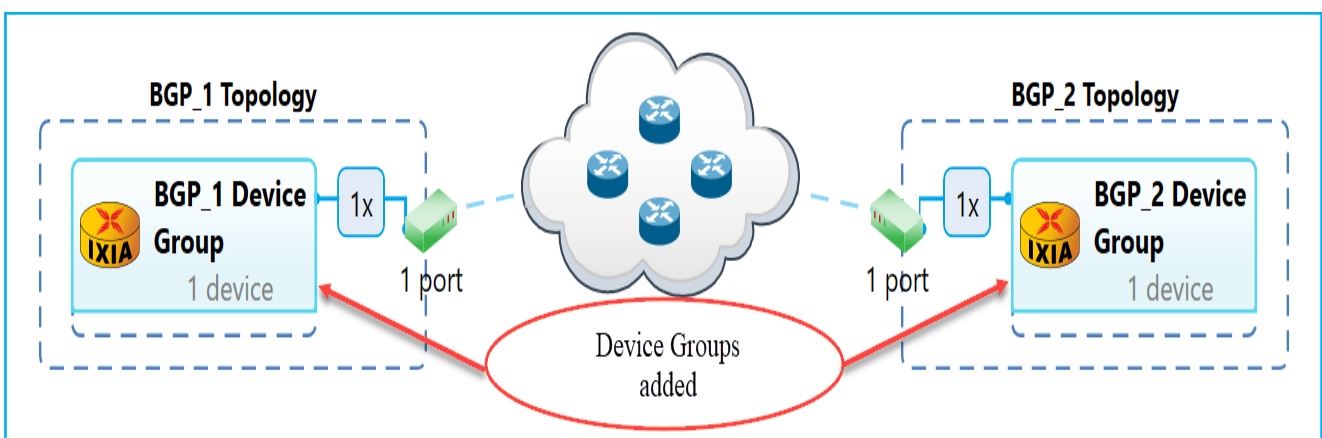 BGP_1 Topology
BGP_1 Device
Group
1 device
IXIA
1x
1 port
Device Groups
added
BGP_2 Topology
1 port
1x
IXIA
BGP_2 Device
Group
1 device